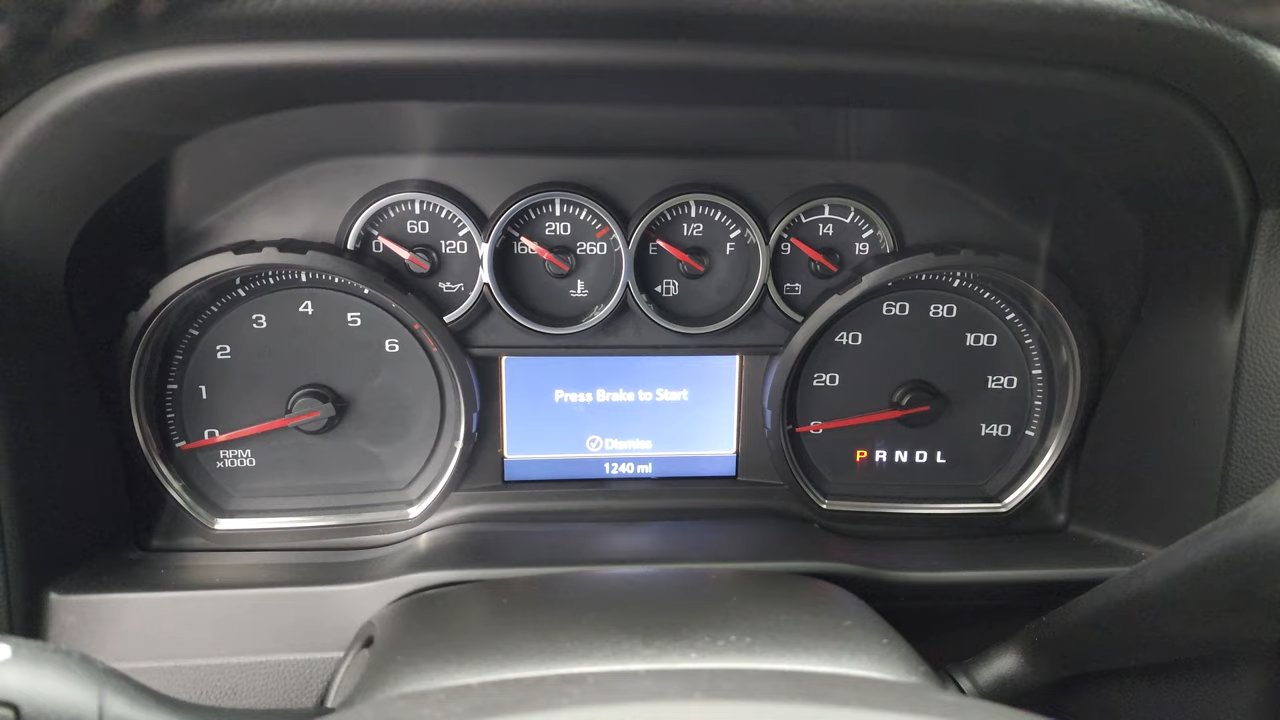 0 60 120
160 210 260
E 1/2 F
9 14 19
0 1 2 3 4 5 6
RPM
x1000
Press Brake to Start
Dismiss
1240 mi
0 20 40 60 80 100 120 140
P R N D L